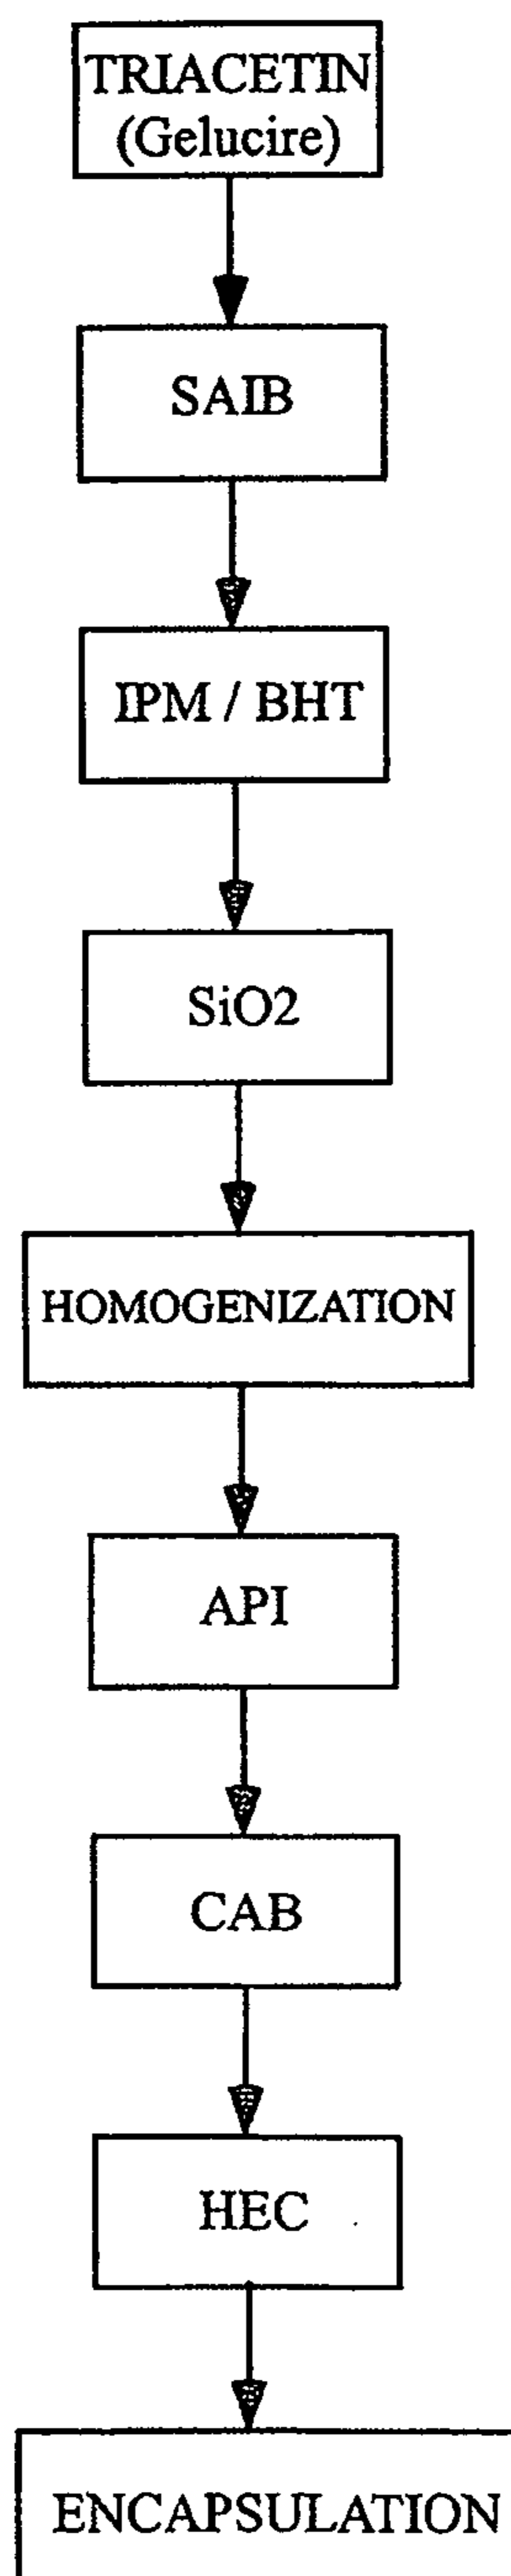 TRIACETIN
(Gelucire)
SAIB
IPM / BHT
SiO2
HOMOGENIZATION
API
CAB
HEC
ENCAPSULATION